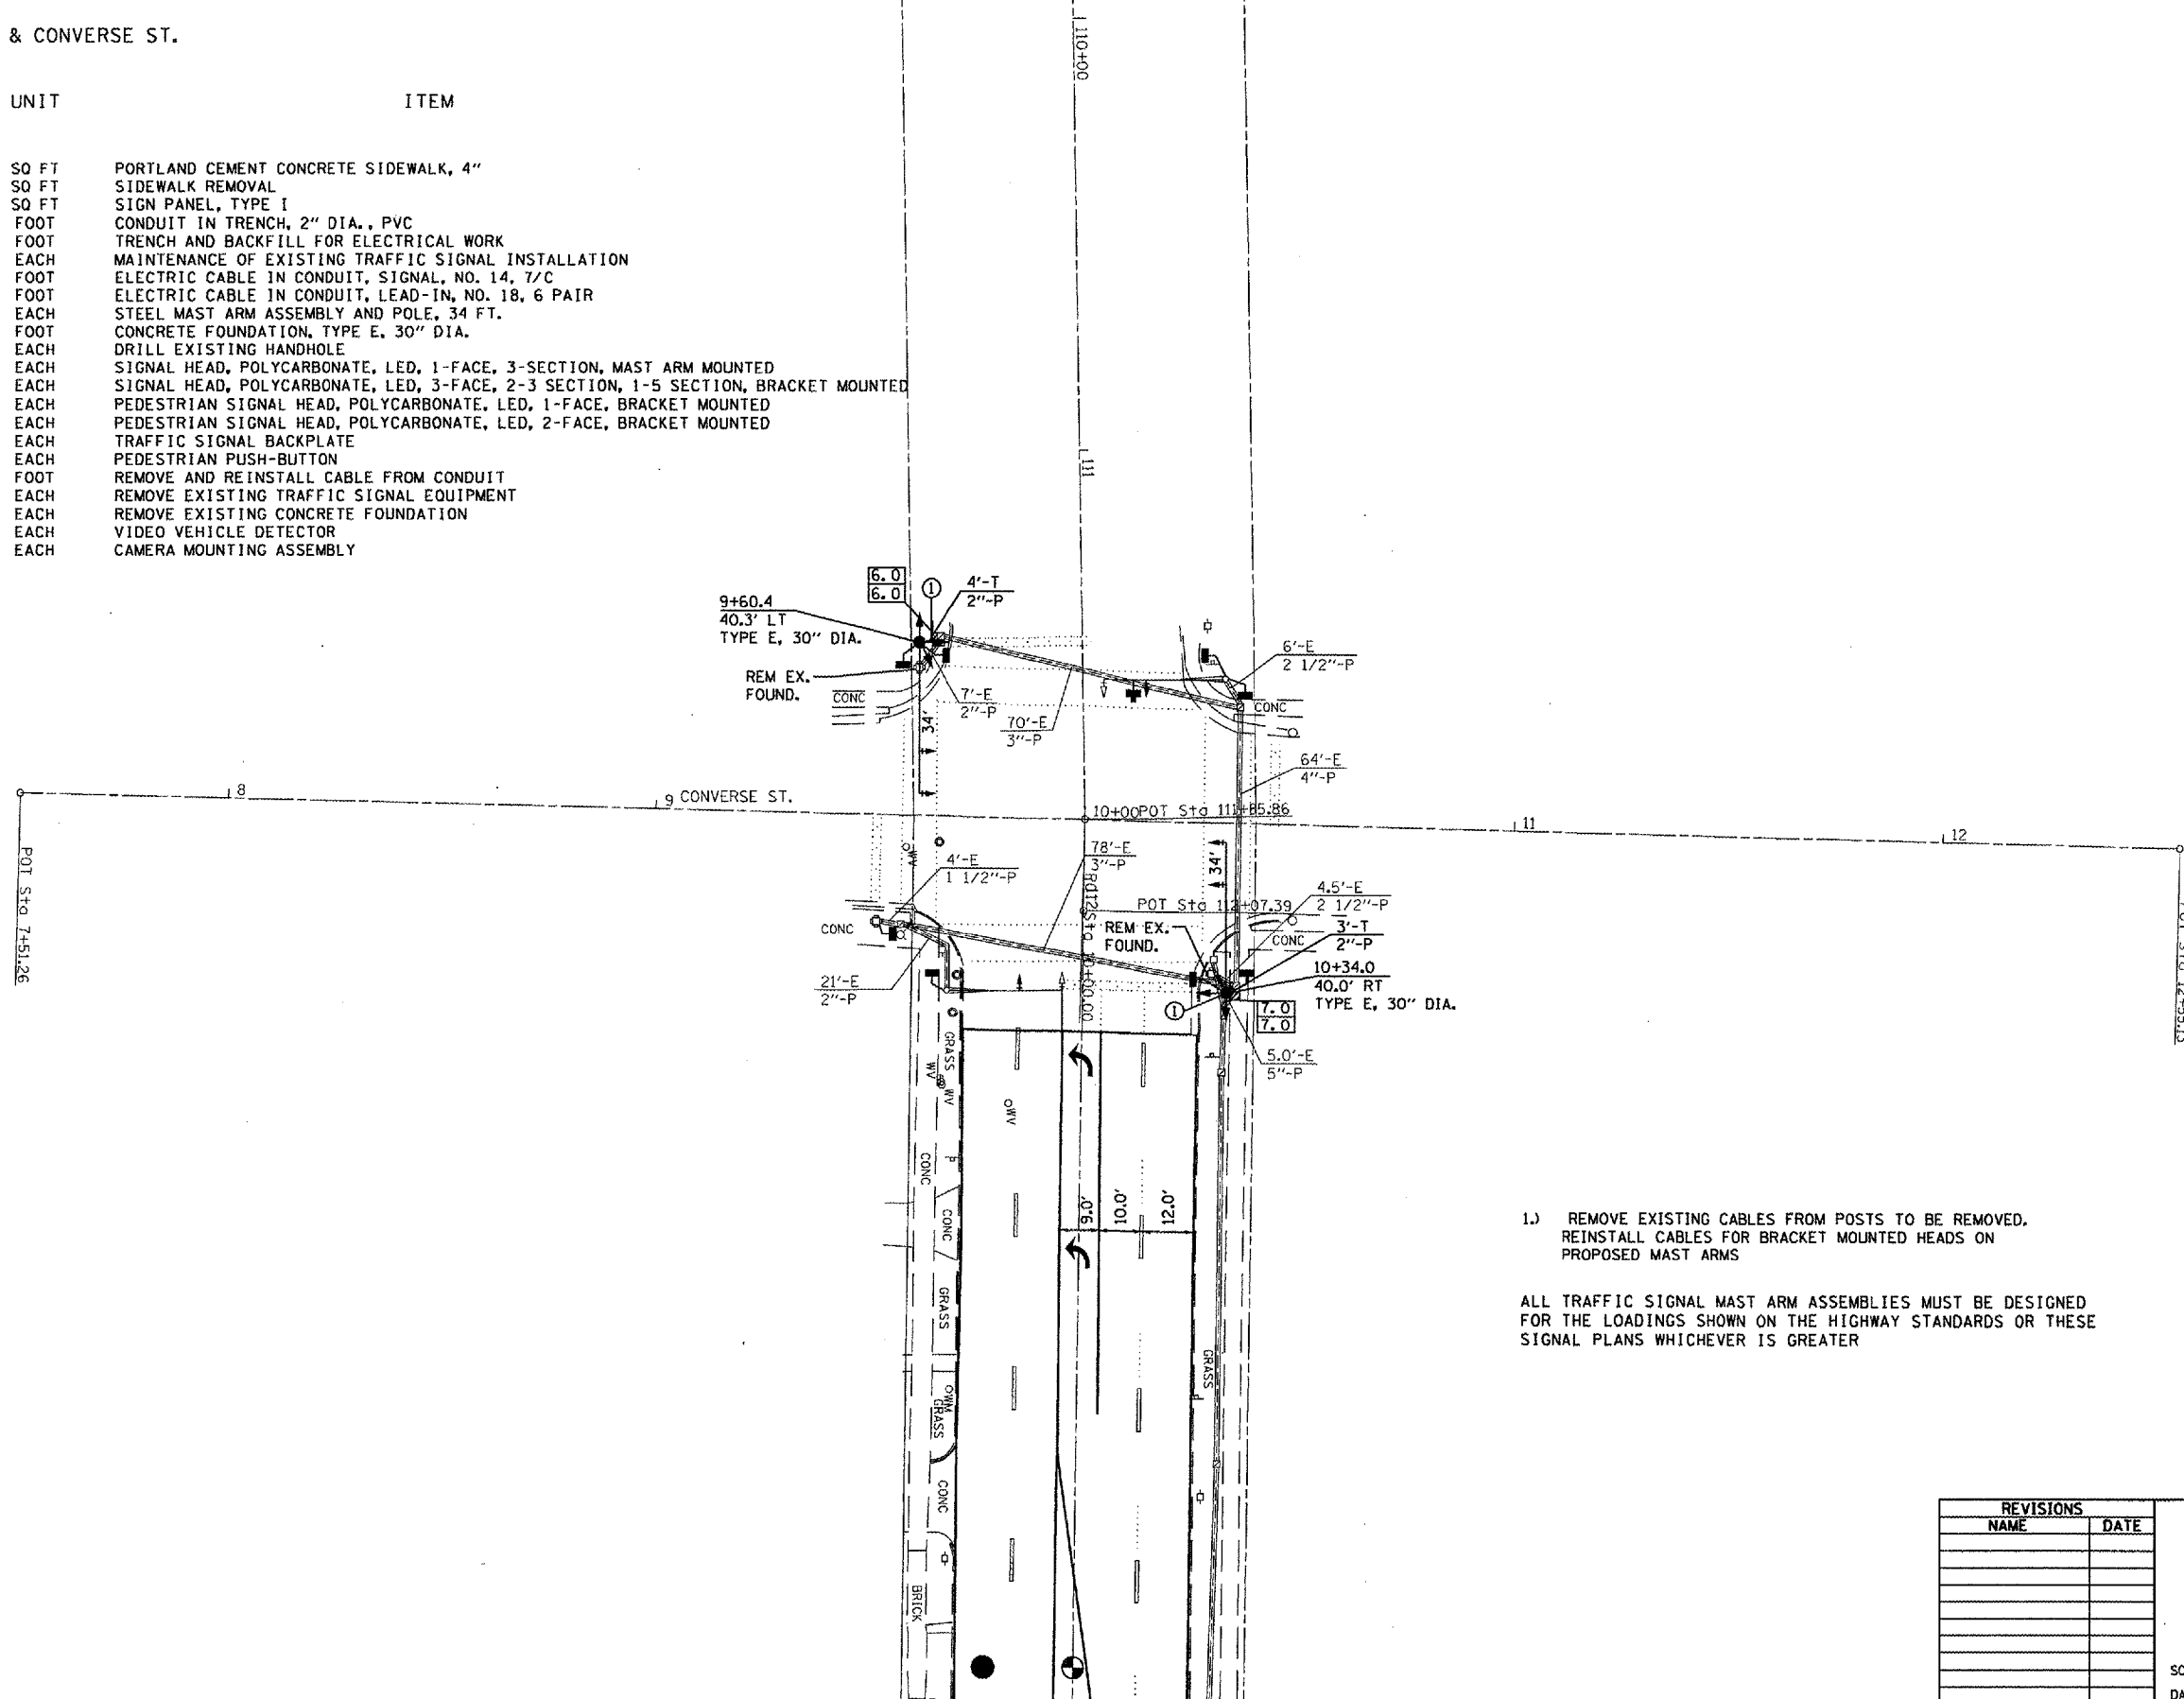 & CONVERSE ST.
UNIT ITEM
SQ FT PORTLAND CEMENT CONCRETE SIDEWALK, 4"
SQ FT SIDEWALK REMOVAL
SQ FT SIGN PANEL, TYPE I
FOOT CONDUIT IN TRENCH, 2" DIA., PVC
FOOT TRENCH AND BACKFILL FOR ELECTRICAL WORK
EACH MAINTENANCE OF EXISTING TRAFFIC SIGNAL INSTALLATION
FOOT ELECTRIC CABLE IN CONDUIT, SIGNAL, NO. 14, 7/C
FOOT ELECTRIC CABLE IN CONDUIT, LEAD-IN, NO. 18, 6 PAIR
EACH STEEL MAST ARM ASSEMBLY AND POLE, 34 FT.
FOOT CONCRETE FOUNDATION, TYPE E, 30" DIA.
EACH DRILL EXISTING HANDHOLE
EACH SIGNAL HEAD, POLYCARBONATE, LED, 1-FACE, 3-SECTION, MAST ARM MOUNTED
EACH SIGNAL HEAD, POLYCARBONATE, LED, 3-FACE, 2-3 SECTION, 1-5 SECTION, BRACKET MOUNTED
EACH PEDESTRIAN SIGNAL HEAD, POLYCARBONATE, LED, 1-FACE, BRACKET MOUNTED
EACH PEDESTRIAN SIGNAL HEAD, POLYCARBONATE, LED, 2-FACE, BRACKET MOUNTED
EACH TRAFFIC SIGNAL BACKPLATE
EACH PEDESTRIAN PUSH-BUTTON
FOOT REMOVE AND REINSTALL CABLE FROM CONDUIT
EACH REMOVE EXISTING TRAFFIC SIGNAL EQUIPMENT
EACH REMOVE EXISTING CONCRETE FOUNDATION
EACH VIDEO VEHICLE DETECTOR
EACH CAMERA MOUNTING ASSEMBLY
110+00
111
6.0
6.0
1
4'-T
2"-P
9+60.4
40.3' LT
TYPE E, 30" DIA.
REM EX.
FOUND.
CONC
7'-E
2"-P
34'
70'-E
3"-P
6'-E
2 1/2"-P
CONC
64'-E
4"-P
8
9 CONVERSE ST.
10+00 POT Sta 111+85.86
11
12
POT Sta 7+51.26
WV
4'-E
1 1/2"-P
78'-E
3"-P
34'
4.5'-E
2 1/2"-P
POT Sta 112+07.39
CONC
REM EX.
FOUND.
CONC
3'-T
2"-P
10+34.0
40.0' RT
TYPE E, 30" DIA.
21'-E
2"-P
1
7.0
7.0
5.0'-E
5"-P
GRASS
WV
WV
WV
CONC
CONC
9.0'
10.0'
12.0'
GRASS
GRASS
WM
GRASS
CONC
BRICK
1.) REMOVE EXISTING CABLES FROM POSTS TO BE REMOVED.
REINSTALL CABLES FOR BRACKET MOUNTED HEADS ON
PROPOSED MAST ARMS
ALL TRAFFIC SIGNAL MAST ARM ASSEMBLIES MUST BE DESIGNED
FOR THE LOADINGS SHOWN ON THE HIGHWAY STANDARDS OR THESE
SIGNAL PLANS WHICHEVER IS GREATER
REVISIONS
NAME DATE